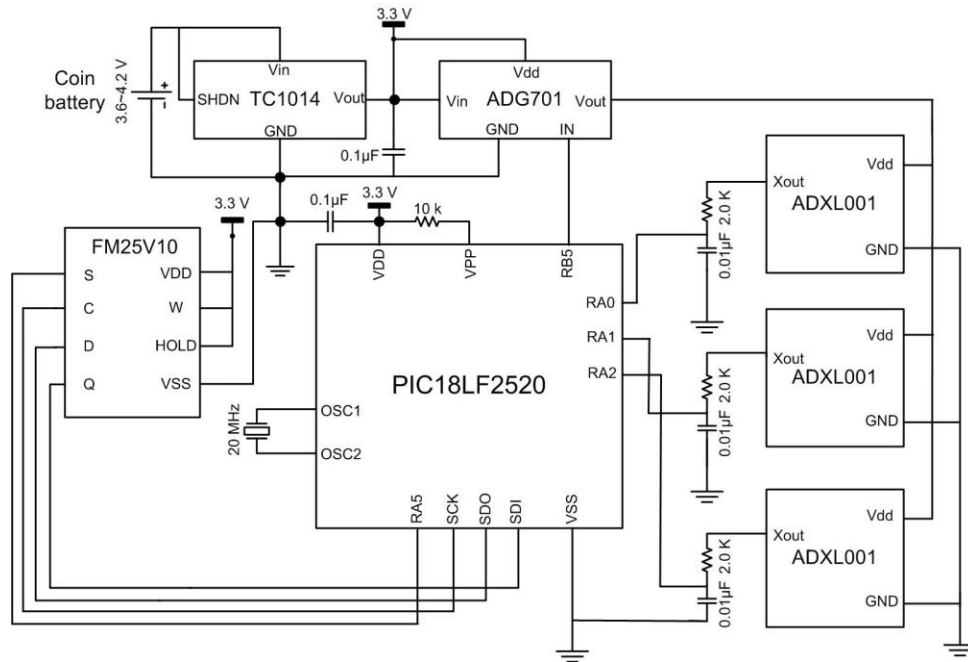 3.3 V
Coin
battery
3.6~4.2 V
+
-
Vin
SHDN
TC1014
Vout
GND
0.1µF
Vdd
Vin
ADG701
Vout
GND
IN
3.3 V
FM25V10
S
VDD
C
W
D
HOLD
Q
VSS
0.1µF
3.3 V
10 k
VDD
VPP
RB5
RA0
RA1
RA2
PIC18LF2520
OSC1
OSC2
20 MHz
RA5
SCK
SDO
SDI
VSS
2.0 K
0.01µF
Xout
Vdd
ADXL001
GND
2.0 K
0.01µF
Xout
Vdd
ADXL001
GND
2.0 K
0.01µF
Xout
Vdd
ADXL001
GND